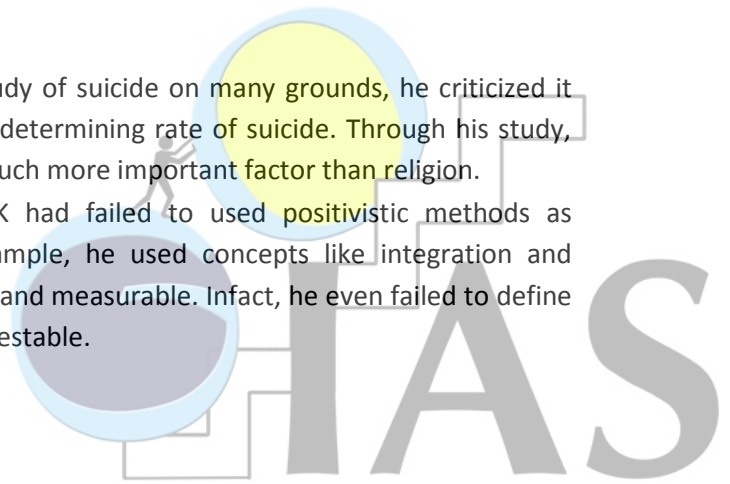 udy of suicide on many grounds, he criticized it
determining rate of suicide. Through his study,
uch more important factor than religion.
K had failed to used positivistic methods as
ample, he used concepts like integration and
and measurable. Infact, he even failed to define
estable.
IAS